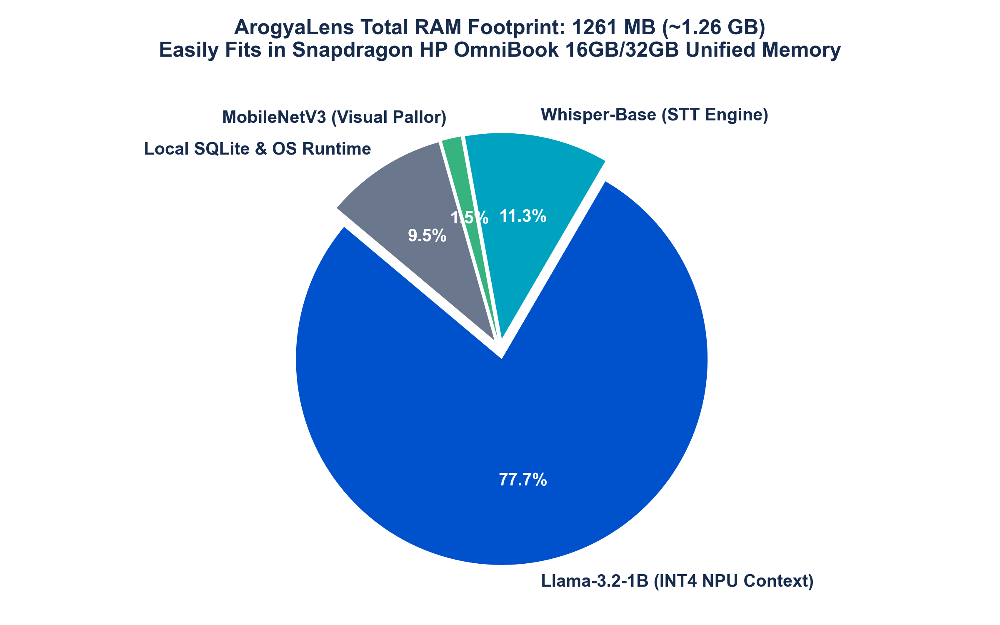 ArogyaLens Total RAM Footprint: 1261 MB (~1.26 GB)
Easily Fits in Snapdragon HP OmniBook 16GB/32GB Unified Memory
MobileNetV3 (Visual Pallor)
Whisper-Base (STT Engine)
Local SQLite & OS Runtime
1.5%
11.3%
9.5%
77.7%
Llama-3.2-1B (INT4 NPU Context)